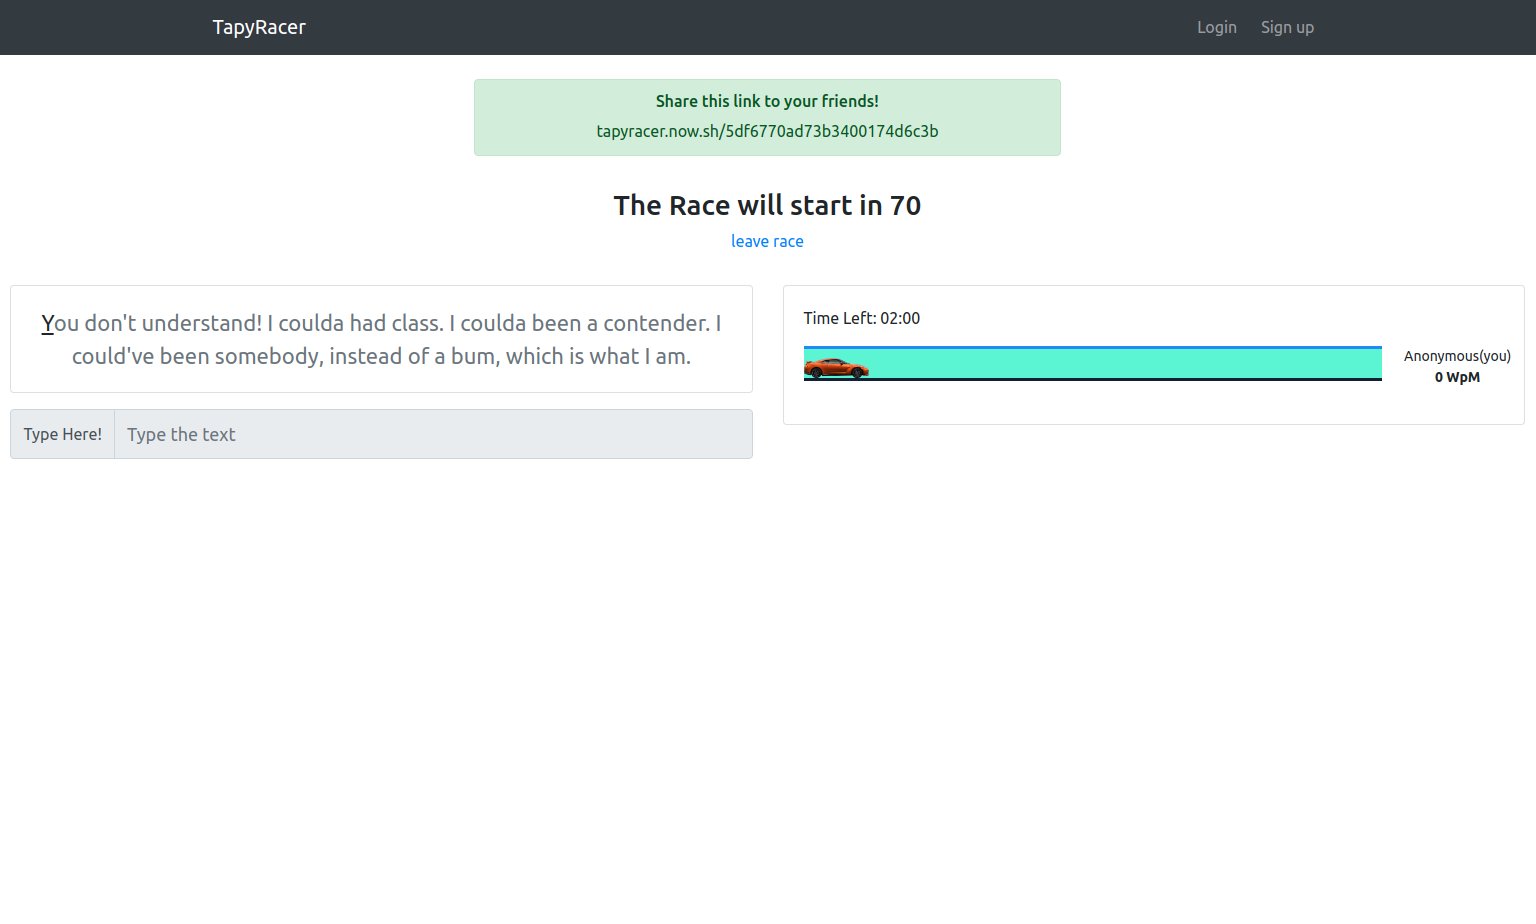 TapyRacer
Login
Sign up
Share this link to your friends!
tapyracer.now.sh/5df6770ad73b3400174d6c3b
The Race will start in 70
leave race
You don't understand! I coulda had class. I coulda been a contender. I
could've been somebody, instead of a bum, which is what I am.
Type Here!
Type the text
Time Left: 02:00
Anonymous(you)
0 WpM